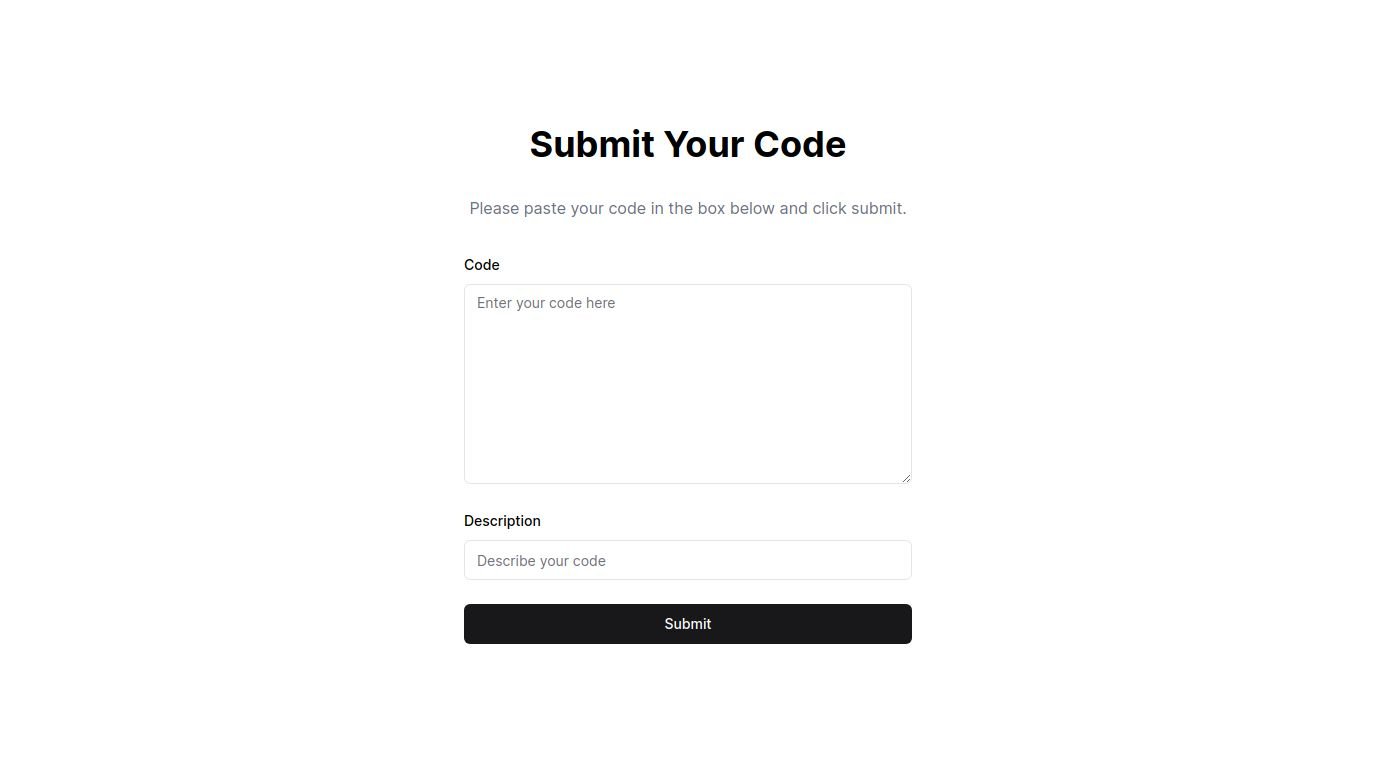 Submit Your Code
Please paste your code in the box below and click submit.
Code
Enter your code here
Description
Describe your code
Submit